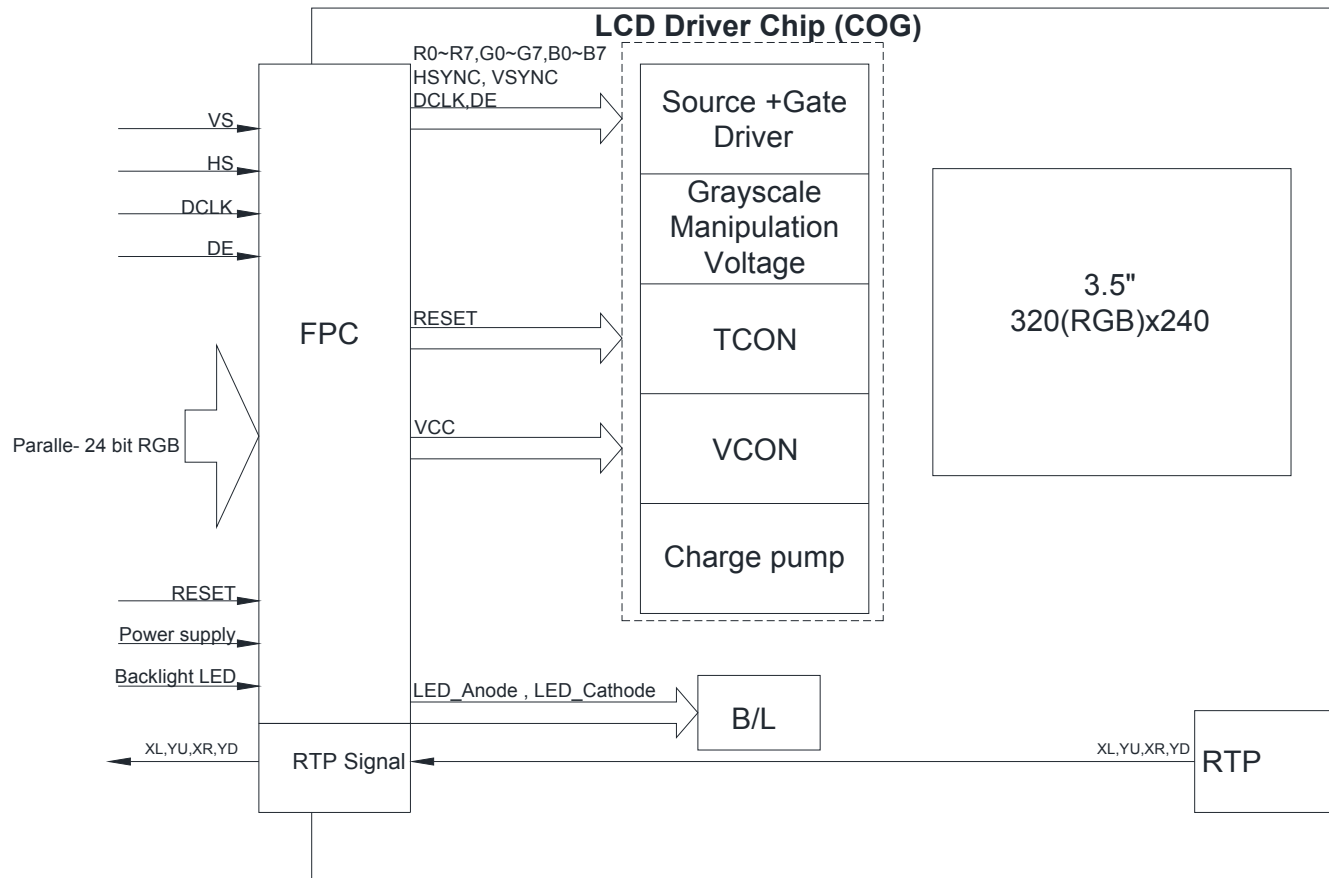 LCD Driver Chip (COG)
R0~R7,G0~G7,B0~B7
HSYNC, VSYNC
DCLK,DE
VS
HS
DCLK
DE
FPC
Paralle- 24 bit RGB
RESET
VCC
Source +Gate
Driver
Grayscale
Manipulation
Voltage
TCON
VCON
Charge pump
3.5"
320(RGB)x240
RESET
Power supply
Backlight LED
LED_Anode , LED_Cathode
B/L
XL,YU,XR,YD
RTP Signal
XL,YU,XR,YD
RTP